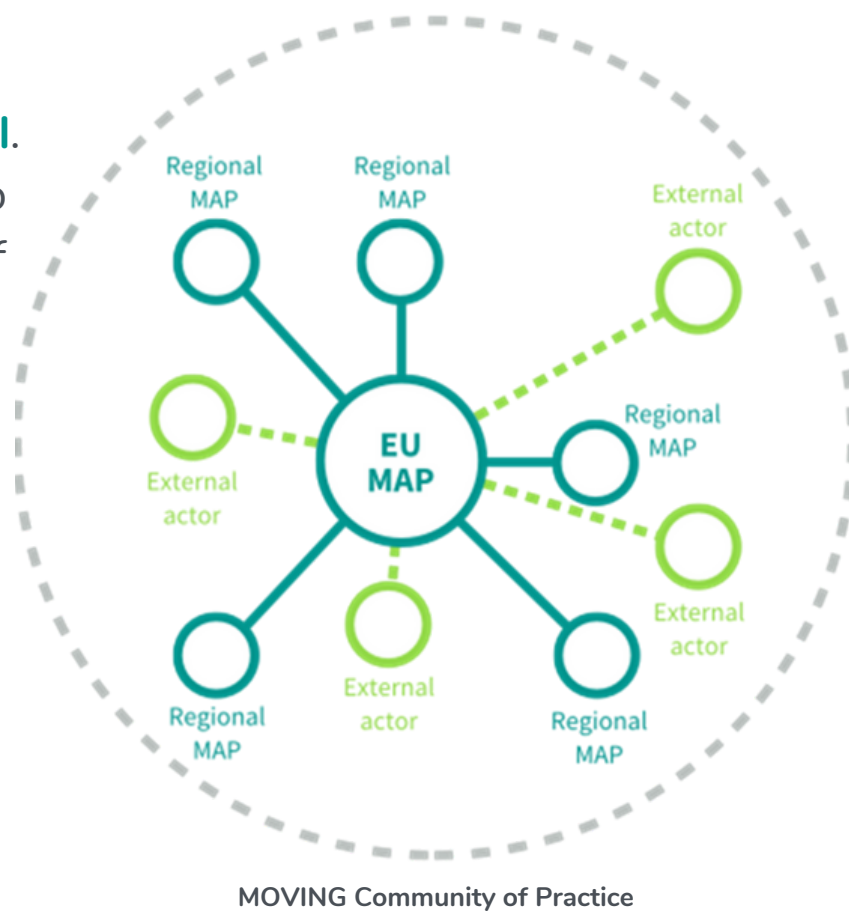 Regional
MAP
Regional
MAP
External
actor
EU
MAP
Regional
MAP
External
actor
External
actor
External
actor
Regional
MAP
Regional
MAP
MOVING Community of Practice